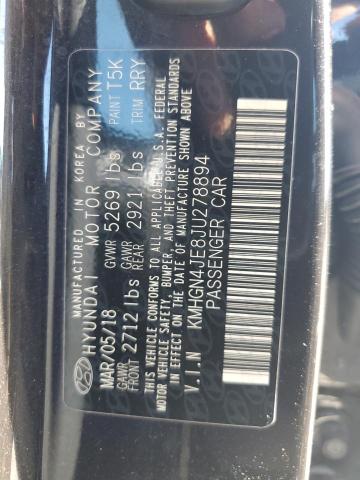 MANUFACTURED IN KOREA BY
HYUNDAI MOTOR COMPANY
MAR/05/18 GVWR 5269 lbs PAINT T5K
GAWR FRONT 2712 lbs GAWR REAR 2921 lbs TRIM RRY
THIS VEHICLE CONFORMS TO ALL APPLICABLE U.S.A. FEDERAL
MOTOR VEHICLE SAFETY, BUMPER, AND THEFT PREVENTION STANDARDS
IN EFFECT ON THE DATE OF MANUFACTURE SHOWN ABOVE
V.I.N KMHGN4JE8JU278894
PASSENGER CAR